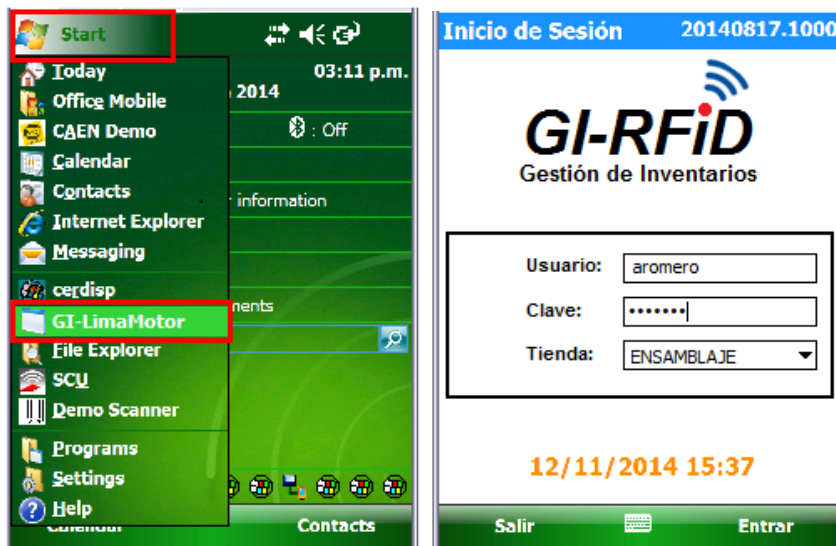 Start
03:11 p.m.
2014
: Off
information
ments
Today
Office Mobile
CAEN Demo
Calendar
Contacts
Internet Explorer
Messaging
cerdisp
GI-LimaMotor
File Explorer
SCU
Demo Scanner
Programs
Settings
Help
Calendar
Contacts
Inicio de Sesión 20140817.1000
GI-RFiD
Gestión de Inventarios
Usuario: aromero
Clave: •••••••
Tienda: ENSAMBLAJE
12/11/2014 15:37
Salir Entrar